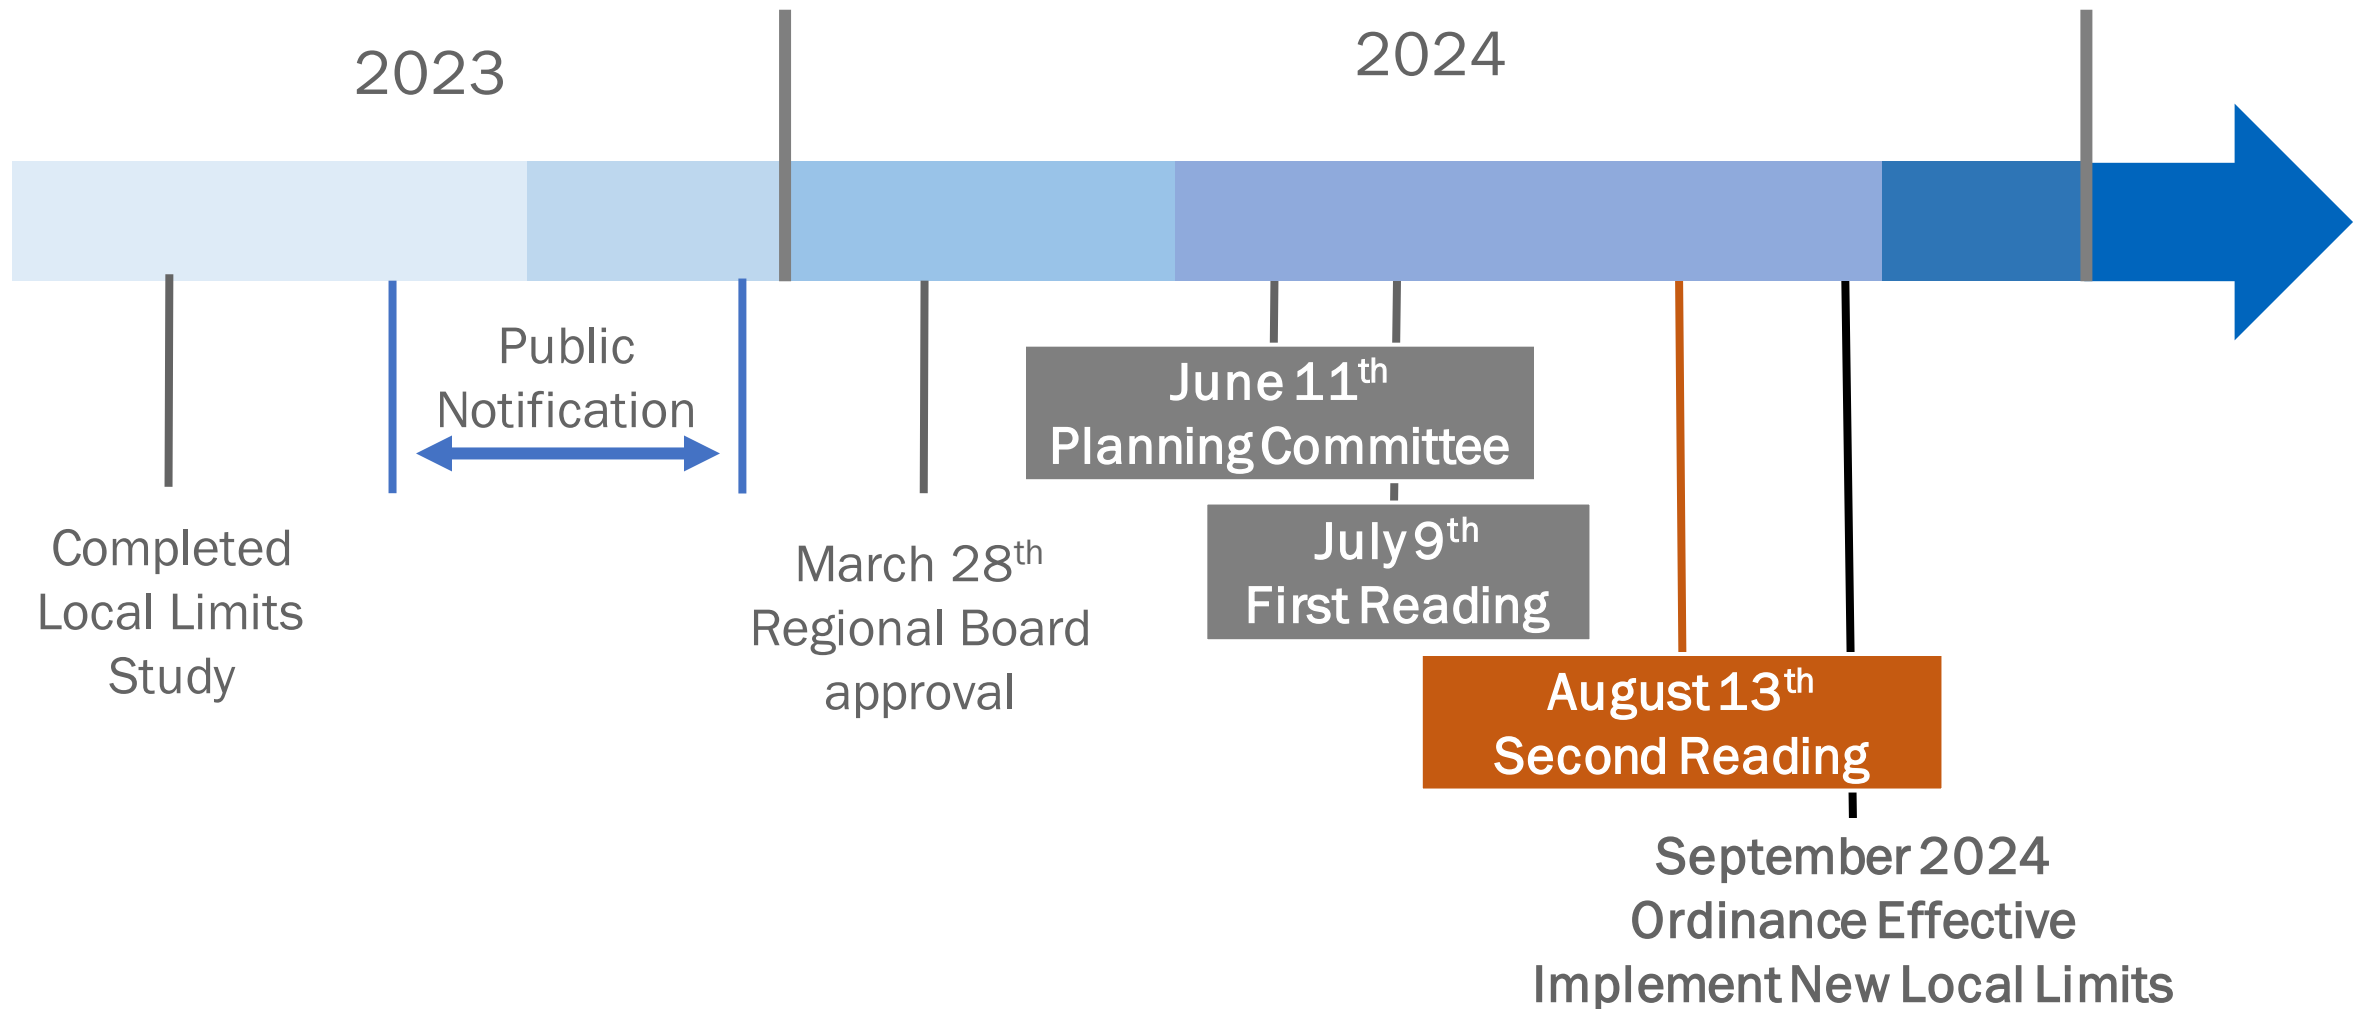 2023
2024
Public
Notification
Completed
Local Limits
Study
March 28th
Regional Board
approval
June 11th
Planning Committee
July 9th
First Reading
August 13th
Second Reading
September 2024
Ordinance Effective
Implement New Local Limits